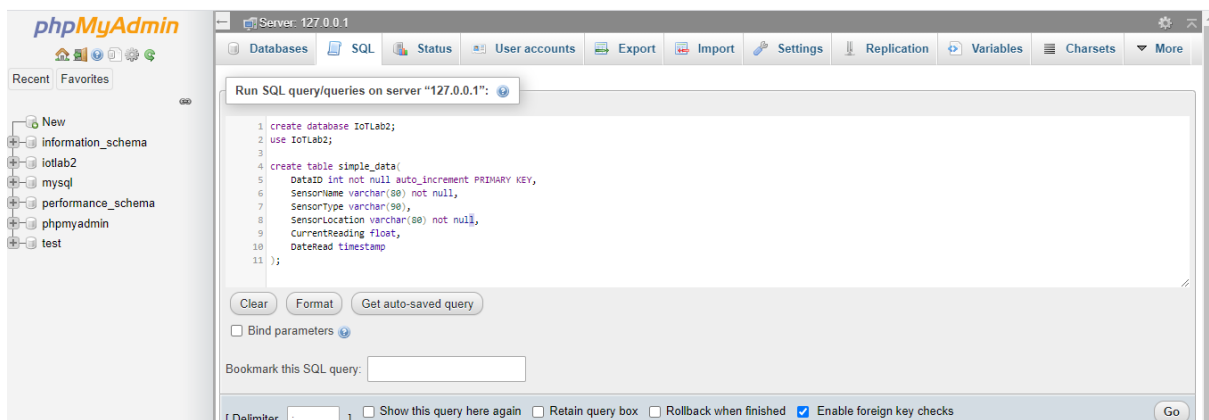 phpMyAdmin
Recent Favorites
New
information_schema
iotlab2
mysql
performance_schema
phpmyadmin
test
Server: 127.0.0.1
Databases SQL Status User accounts Export Import Settings Replication Variables Charsets More
Run SQL query/queries on server “127.0.0.1”:
1 create database IoTLab2;
2 use IoTLab2;
3
4 create table simple_data(
5 DataID int not null auto_increment PRIMARY KEY,
6 SensorName varchar(80) not null,
7 SensorType varchar(90),
8 SensorLocation varchar(80) not null,
9 CurrentReading float,
10 DateRead timestamp
11 );
Clear Format Get auto-saved query
Bind parameters
Bookmark this SQL query:
[ Delimiter ; ] Show this query here again Retain query box Rollback when finished Enable foreign key checks Go